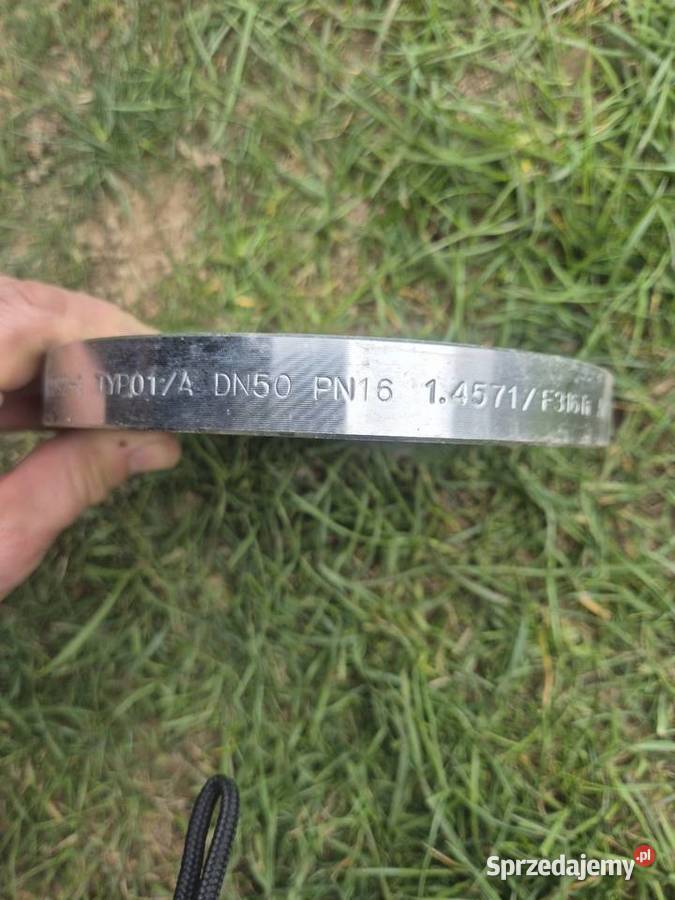 TYP01/A DN50 PN16 1.4571/F316Ti
Sprzedajemy.pl